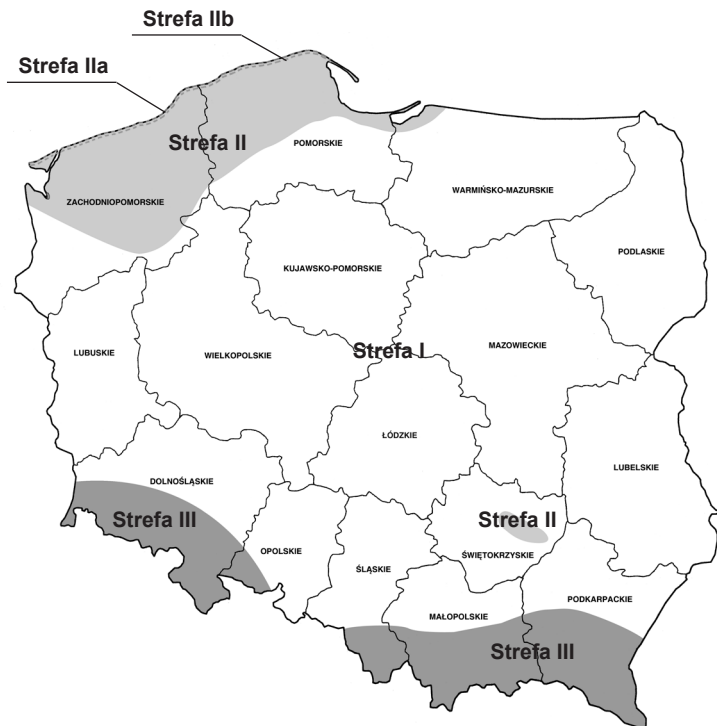 Strefa IIb
Strefa IIa
Strefa II
POMORSKIE
ZACHODNIOPOMORSKIE
WARMIŃSKO-MAZURSKIE
PODLASKIE
KUJAWSKO-POMORSKIE
LUBUSKIE
WIELKOPOLSKIE
Strefa I
MAZOWIECKIE
ŁÓDZKIE
LUBELSKIE
DOLNOŚLĄSKIE
Strefa III
Strefa II
OPOLSKIE
ŚLĄSKIE
ŚWIĘTOKRZYSKIE
MAŁOPOLSKIE
PODKARPACKIE
Strefa III